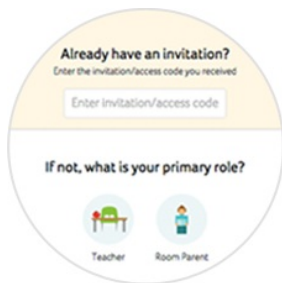 Already have an invitation?
Enter the invitation/access code you received
Enter invitation/access code
If not, what is your primary role?
Teacher Room Parent